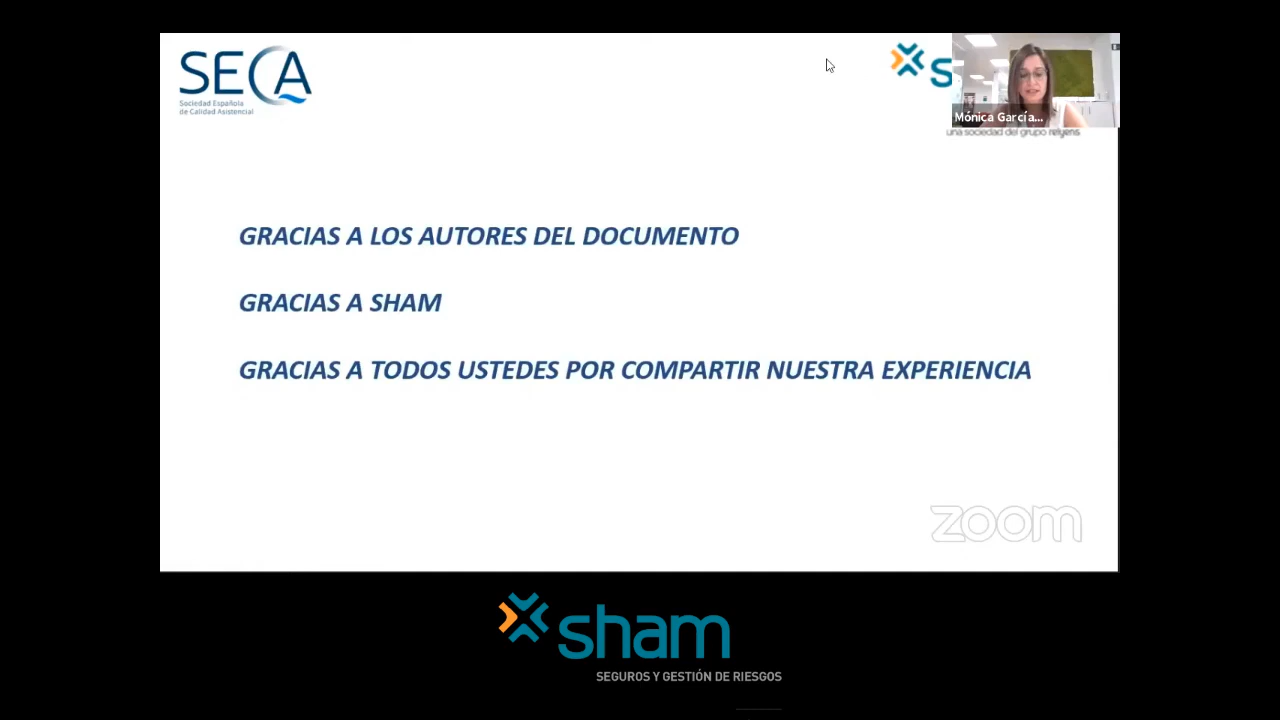 SECA
Sociedad Española
de Calidad Asistencial
S
Mónica García...
una sociedad del grupo relyens
GRACIAS A LOS AUTORES DEL DOCUMENTO
GRACIAS A SHAM
GRACIAS A TODOS USTEDES POR COMPARTIR NUESTRA EXPERIENCIA
zoom
sham
SEGUROS Y GESTIÓN DE RIESGOS